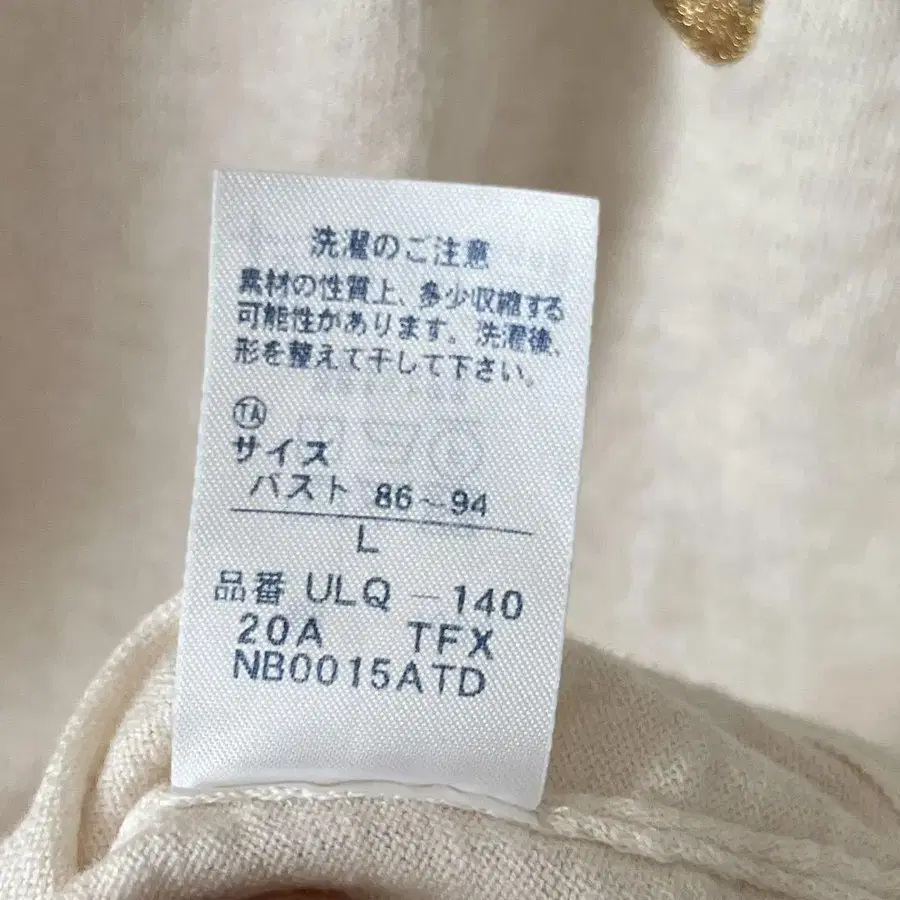 洗濯のご注意
素材の性質上、多少収縮する
可能性があります。洗濯後、
形を整えて干して下さい。
TA
サイズ
バスト 86〜94
L
品番 ULQ－140
20A TFX
NB0015ATD